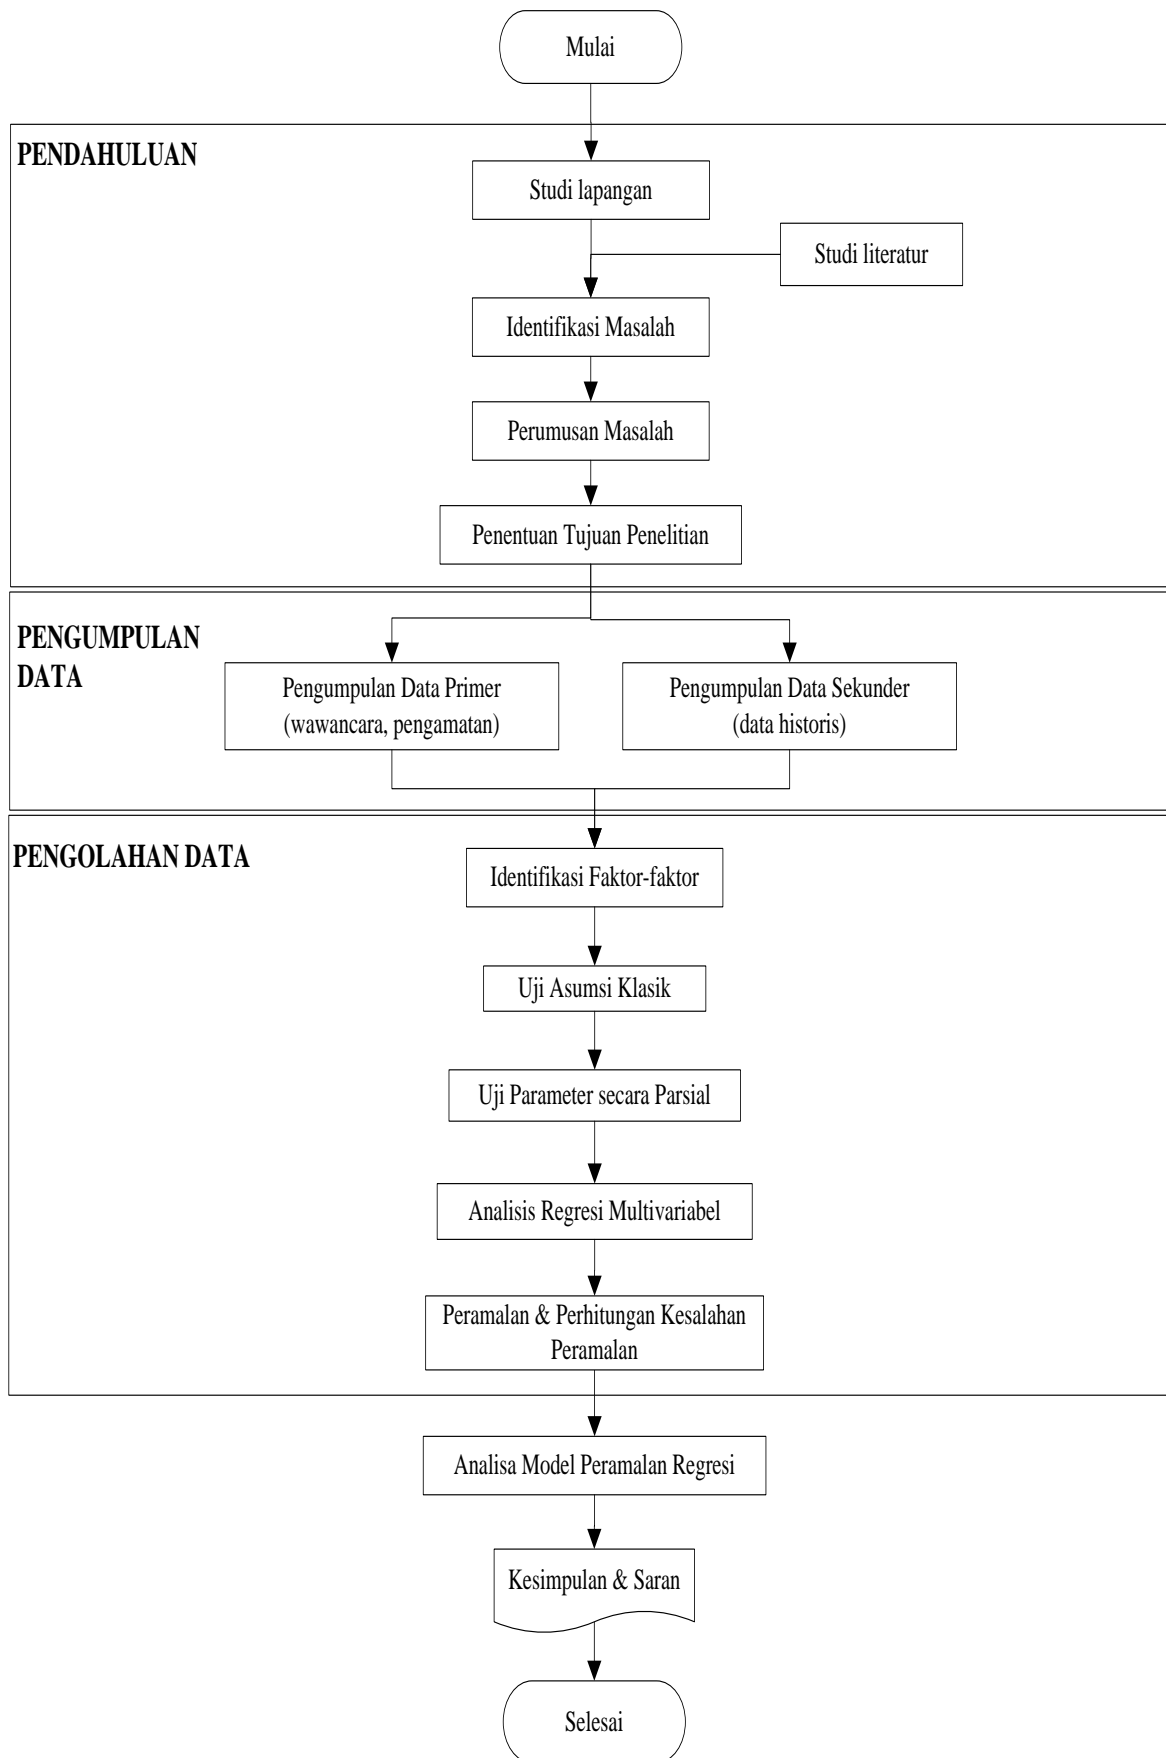 Mulai
PENDAHULUAN
Studi lapangan
Studi literatur
Identifikasi Masalah
Perumusan Masalah
Penentuan Tujuan Penelitian
PENGUMPULAN
DATA
Pengumpulan Data Primer
(wawancara, pengamatan)
Pengumpulan Data Sekunder
(data historis)
PENGOLAHAN DATA
Identifikasi Faktor-faktor
Uji Asumsi Klasik
Uji Parameter secara Parsial
Analisis Regresi Multivariabel
Peramalan & Perhitungan Kesalahan
Peramalan
Analisa Model Peramalan Regresi
Kesimpulan & Saran
Selesai